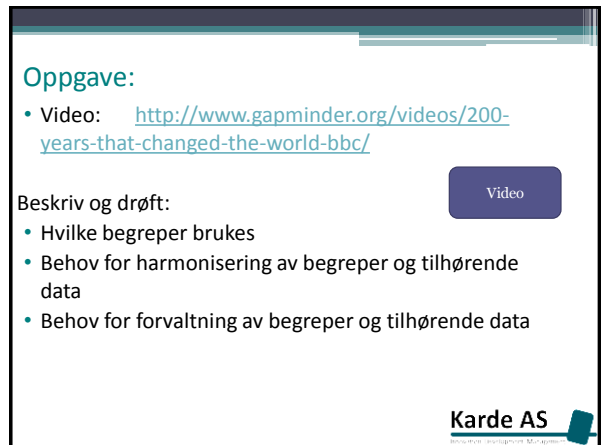 Oppgave:
• Video: http://www.gapminder.org/videos/200-
years-that-changed-the-world-bbc/
Video
Beskriv og drøft:
• Hvilke begreper brukes
• Behov for harmonisering av begreper og tilhørende
data
• Behov for forvaltning av begreper og tilhørende data
Karde AS